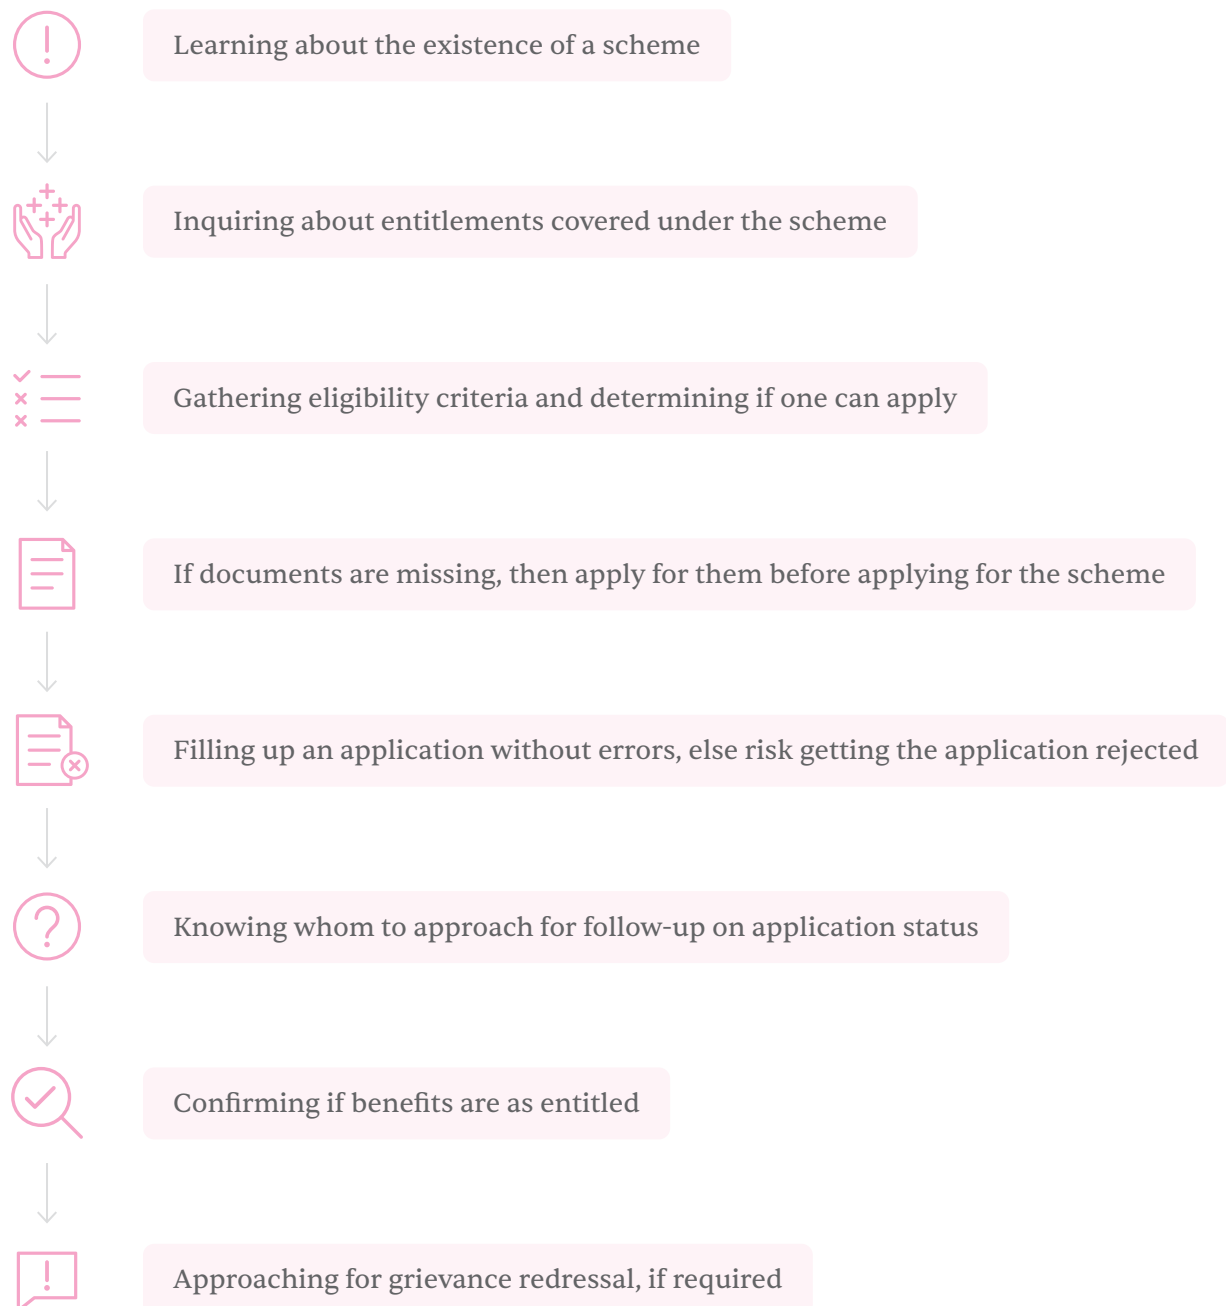 Learning about the existence of a scheme
Inquiring about entitlements covered under the scheme
Gathering eligibility criteria and determining if one can apply
If documents are missing, then apply for them before applying for the scheme
Filling up an application without errors, else risk getting the application rejected
Knowing whom to approach for follow-up on application status
Confirming if benefits are as entitled
Approaching for grievance redressal, if required